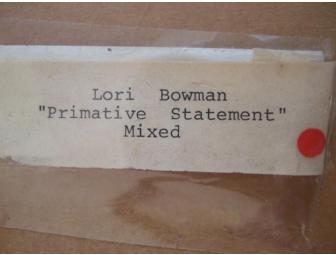 Lori Bowman
"Primative Statement"
Mixed